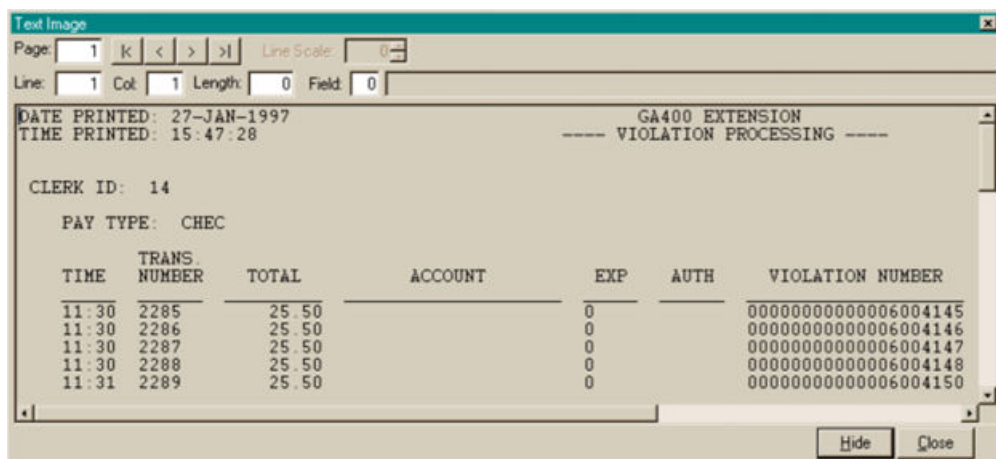 Text Image
Page: 1 Line Scale: 0
Line: 1 Col: 1 Length: 0 Field: 0
DATE PRINTED: 27-JAN-1997 GA400 EXTENSION
TIME PRINTED: 15:47:28 ---- VIOLATION PROCESSING ----
CLERK ID: 14
PAY TYPE: CHEC
TRANS.
TIME NUMBER TOTAL ACCOUNT EXP AUTH VIOLATION NUMBER
11:30 2285 25.50 0 00000000000006004145
11:30 2286 25.50 0 00000000000006004146
11:30 2287 25.50 0 00000000000006004147
11:30 2288 25.50 0 00000000000006004148
11:31 2289 25.50 0 00000000000006004150
Hide Close